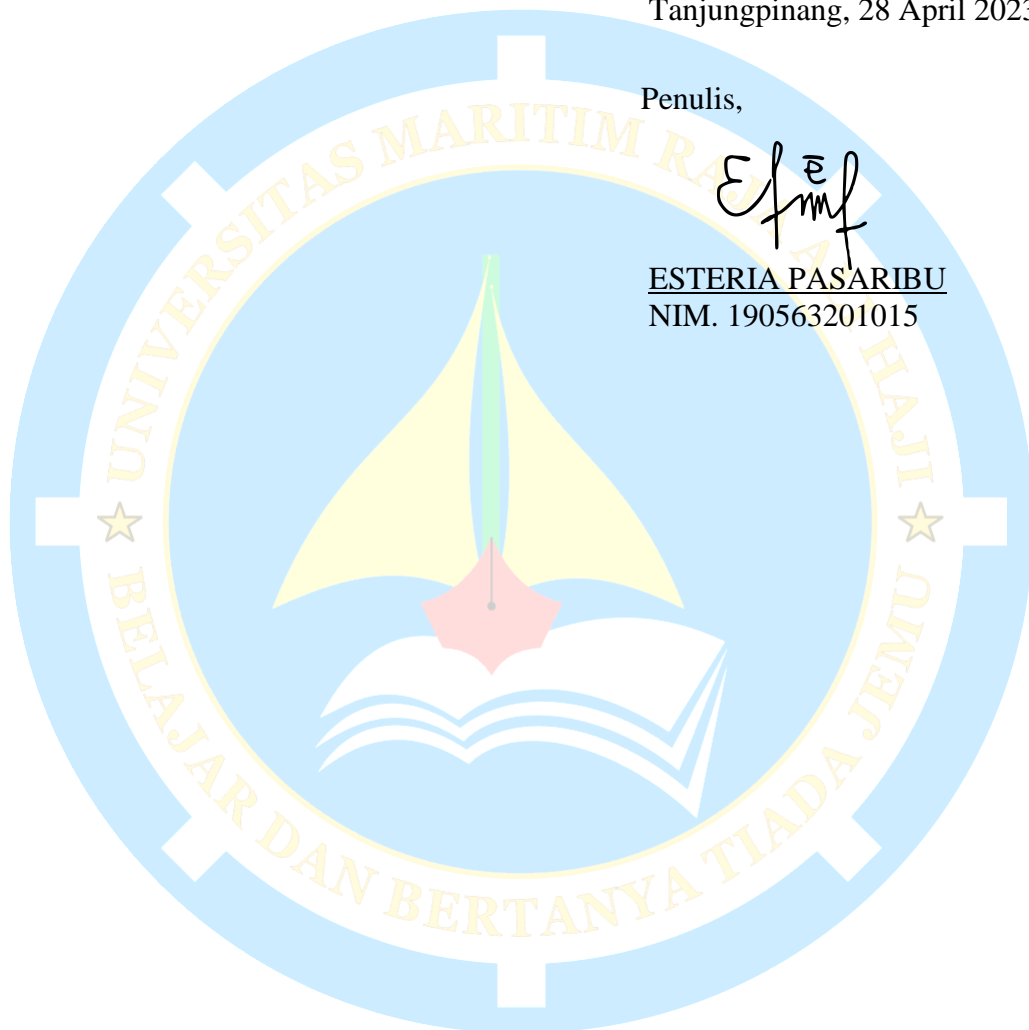 Tanjungpinang, 28 April 2023
Penulis,
ESTERIA PASARIBU
NIM. 190563201015
UNIVERSITAS MARITIM RAJA ALI HAJI
BELAJAR DAN BERTANYA TIADA JEMU